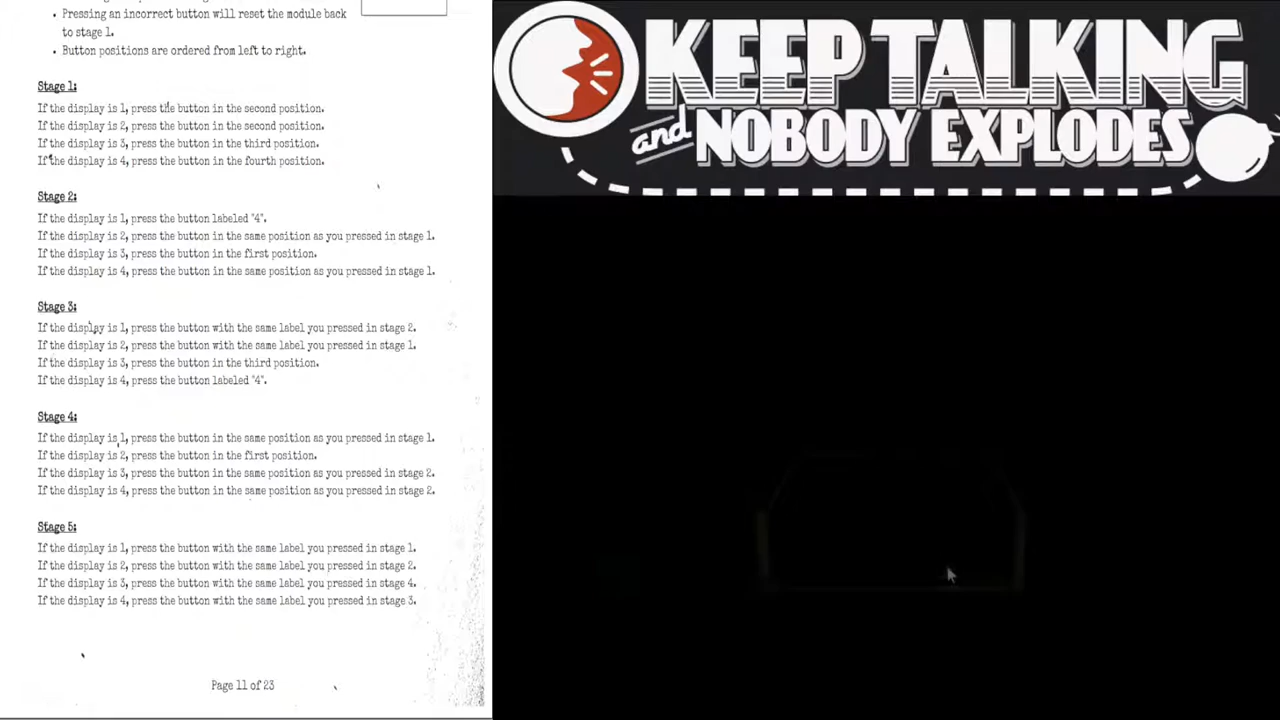 • Pressing an incorrect button will reset the module back
to stage 1.
• Button positions are ordered from left to right.
Stage 1:
If the display is 1, press the button in the second position.
If the display is 2, press the button in the second position.
If the display is 3, press the button in the third position.
If the display is 4, press the button in the fourth position.
Stage 2:
If the display is 1, press the button labeled "4".
If the display is 2, press the button in the same position as you pressed in stage 1.
If the display is 3, press the button in the first position.
If the display is 4, press the button in the same position as you pressed in stage 1.
Stage 3:
If the display is 1, press the button with the same label you pressed in stage 2.
If the display is 2, press the button with the same label you pressed in stage 1.
If the display is 3, press the button in the third position.
If the display is 4, press the button labeled "4".
Stage 4:
If the display is 1, press the button in the same position as you pressed in stage 1.
If the display is 2, press the button in the first position.
If the display is 3, press the button in the same position as you pressed in stage 2.
If the display is 4, press the button in the same position as you pressed in stage 2.
Stage 5:
If the display is 1, press the button with the same label you pressed in stage 1.
If the display is 2, press the button with the same label you pressed in stage 2.
If the display is 3, press the button with the same label you pressed in stage 4.
If the display is 4, press the button with the same label you pressed in stage 3.
Page 11 of 23
KEEP TALKING
and NOBODY EXPLODES